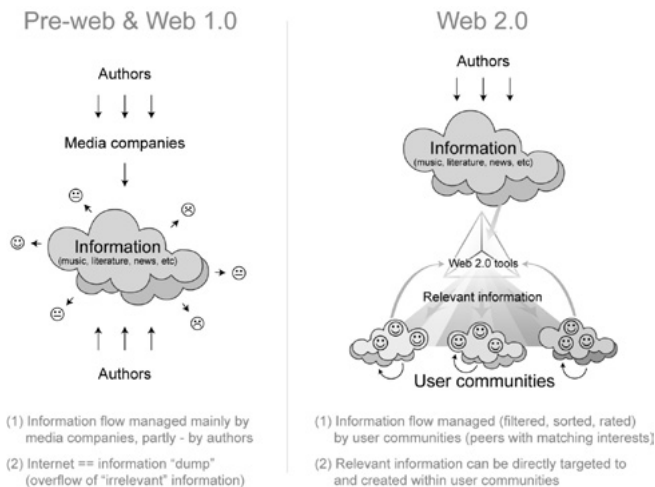 Pre-web & Web 1.0
Authors
Media companies
Information
(music, literature, news, etc)
Authors
(1) Information flow managed mainly by
media companies, partly - by authors
(2) Internet == information “dump”
(overflow of “irrelevant” information)
Web 2.0
Authors
Information
(music, literature, news, etc)
Web 2.0 tools
Relevant information
User communities
(1) Information flow managed (filtered, sorted, rated)
by user communities (peers with matching interests)
(2) Relevant information can be directly targeted to
and created within user communities